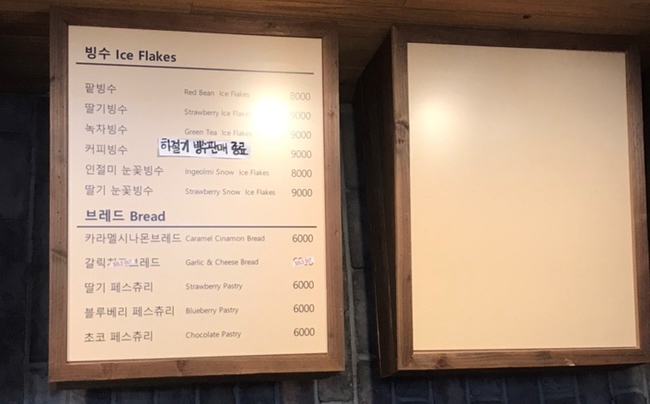 빙수 Ice Flakes
팥빙수 Red Bean Ice Flakes 8000
딸기빙수 Strawberry Ice Flakes 9000
녹차빙수 Green Tea Ice Flakes 9000
하절기 빙수판매 종료
커피빙수 9000
인절미 눈꽃빙수 Ingeolmi Snow Ice Flakes 8000
딸기 눈꽃빙수 Strawberry Snow Ice Flakes 9000
브레드 Bread
카라멜시나몬브레드 Caramel Cinamon Bread 6000
갈릭 브레드 Garlic & Cheese Bread
딸기 페스츄리 Strawberry Pastry 6000
블루베리 페스츄리 Blueberry Pastry 6000
초코 페스츄리 Chocolate Pastry 6000